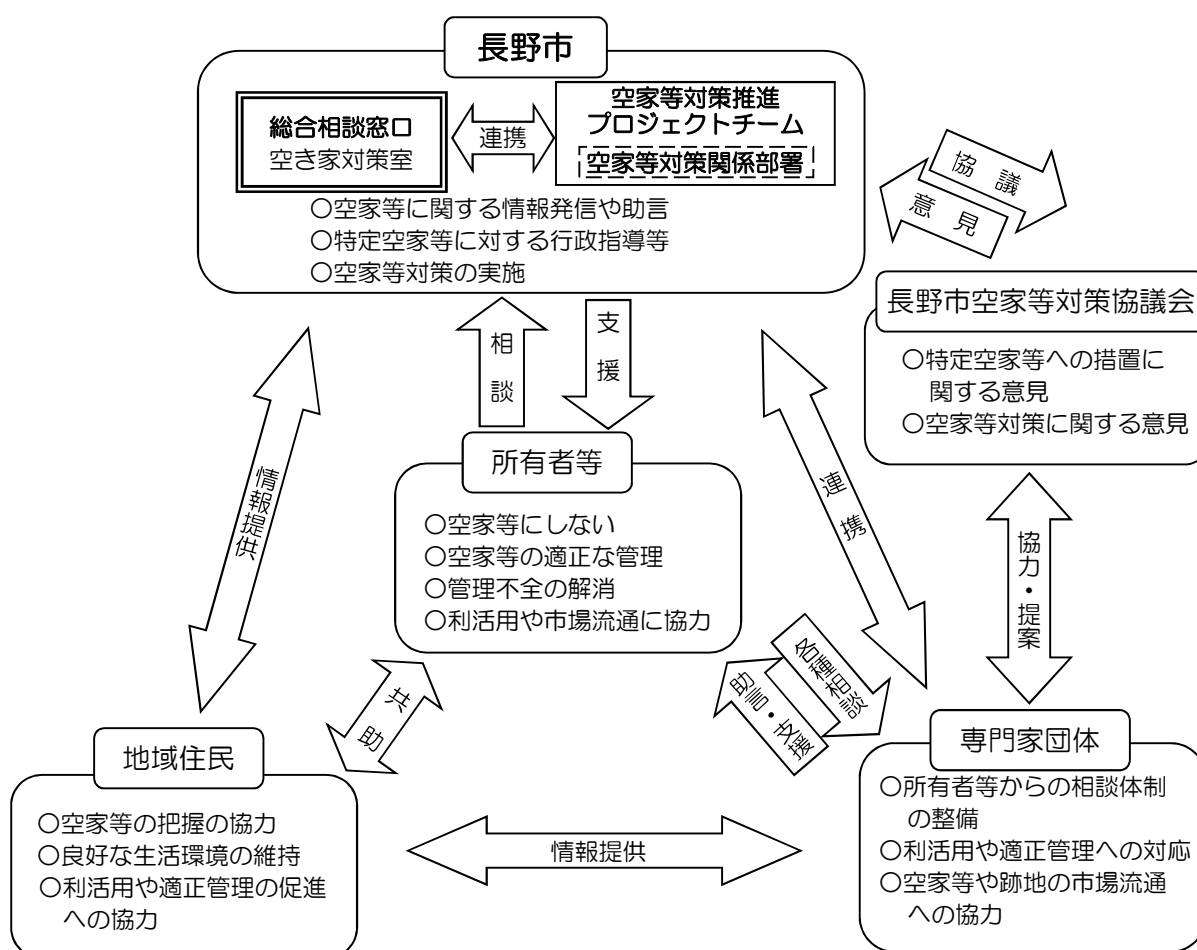 長野市
総合相談窓口
空き家対策室
連携
空家等対策推進
プロジェクトチーム
空家等対策関係部署
○空家等に関する情報発信や助言
○特定空家等に対する行政指導等
○空家等対策の実施
協議
意見
長野市空家等対策協議会
○特定空家等への措置に
関する意見
○空家等対策に関する意見
相談
支援
所有者等
○空家等にしない
○空家等の適正な管理
○管理不全の解消
○利活用や市場流通に協力
情報提供
連携
協力・提案
共助
各種相談
助言・支援
地域住民
○空家等の把握の協力
○良好な生活環境の維持
○利活用や適正管理の促進
への協力
情報提供
専門家団体
○所有者等からの相談体制
の整備
○利活用や適正管理への対応
○空家等や跡地の市場流通
への協力